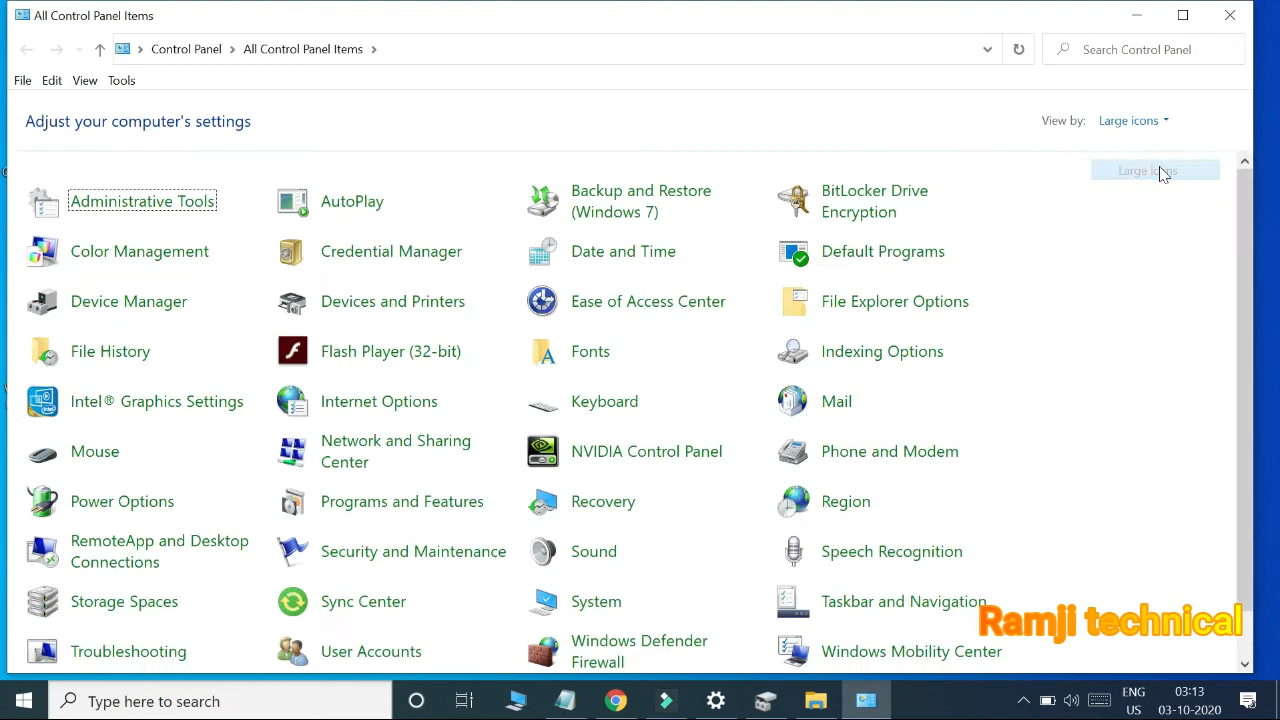 All Control Panel Items
Control Panel > All Control Panel Items >
Search Control Panel
File Edit View Tools
Adjust your computer's settings
View by: Large icons
Large icons
Administrative Tools
AutoPlay
Backup and Restore
(Windows 7)
BitLocker Drive
Encryption
Color Management
Credential Manager
Date and Time
Default Programs
Device Manager
Devices and Printers
Ease of Access Center
File Explorer Options
File History
Flash Player (32-bit)
Fonts
Indexing Options
Intel® Graphics Settings
Internet Options
Keyboard
Mail
Mouse
Network and Sharing
Center
NVIDIA Control Panel
Phone and Modem
Power Options
Programs and Features
Recovery
Region
RemoteApp and Desktop
Connections
Security and Maintenance
Sound
Speech Recognition
Storage Spaces
Sync Center
System
Taskbar and Navigation
Ramji technical
Troubleshooting
User Accounts
Windows Defender
Firewall
Windows Mobility Center
Type here to search
ENG
US
03:13
03-10-2020